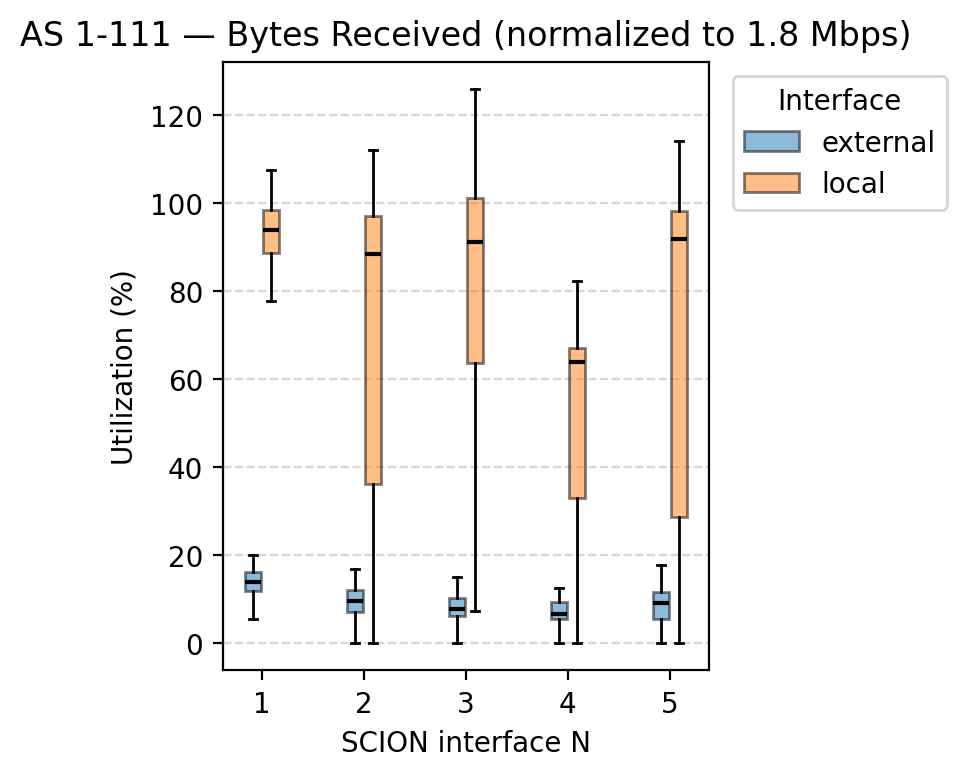 AS 1-111 — Bytes Received (normalized to 1.8 Mbps)
Interface
external
local
Utilization (%)
120
100
80
60
40
20
0
1 2 3 4 5
SCION interface N